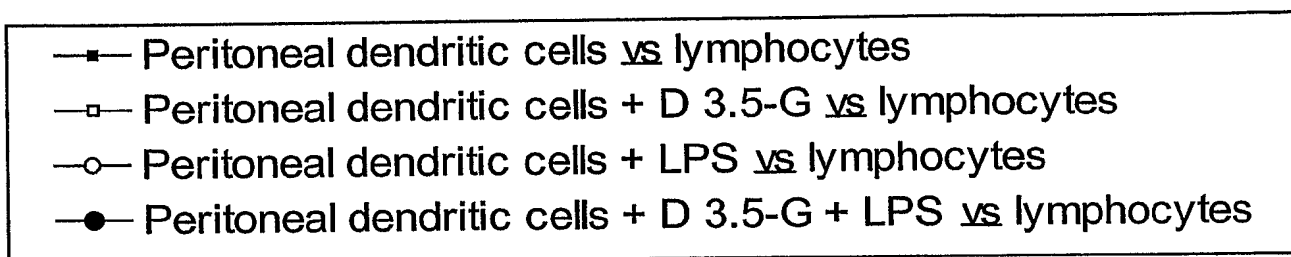 Peritoneal dendritic cells vs lymphocytes
Peritoneal dendritic cells + D 3.5-G vs lymphocytes
Peritoneal dendritic cells + LPS vs lymphocytes
Peritoneal dendritic cells + D 3.5-G + LPS vs lymphocytes